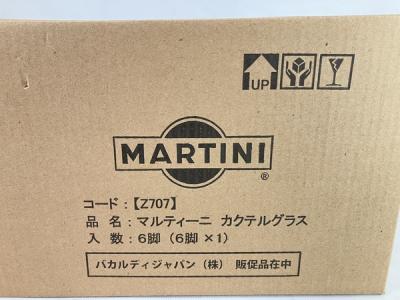 UP
MARTINI
®
コード：【Z707】
品 名：マルティーニ カクテルグラス
入 数：6脚（6脚 ×1）
バカルディジャパン（株） 販促品在中